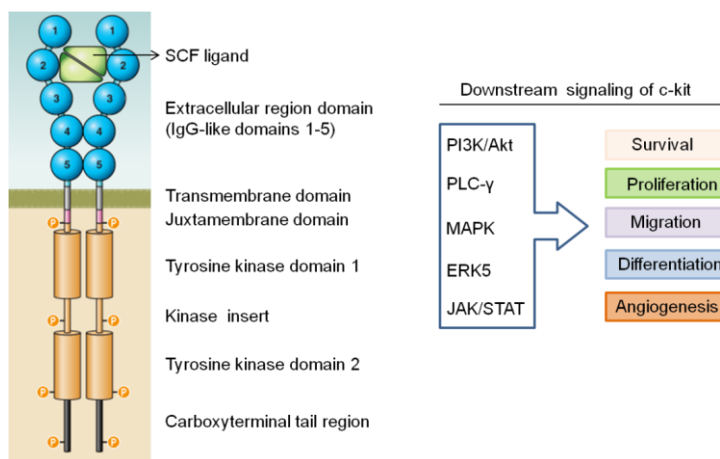 1
1
2
2
3
3
4
4
5
5
SCF ligand
Extracellular region domain
(IgG-like domains 1-5)
Transmembrane domain
Juxtamembrane domain
P
P
Tyrosine kinase domain 1
Kinase insert
P
P
Tyrosine kinase domain 2
P
P
Carboxyterminal tail region
P
P
Downstream signaling of c-kit
PI3K/Akt
PLC-γ
MAPK
ERK5
JAK/STAT
Survival
Proliferation
Migration
Differentiation
Angiogenesis